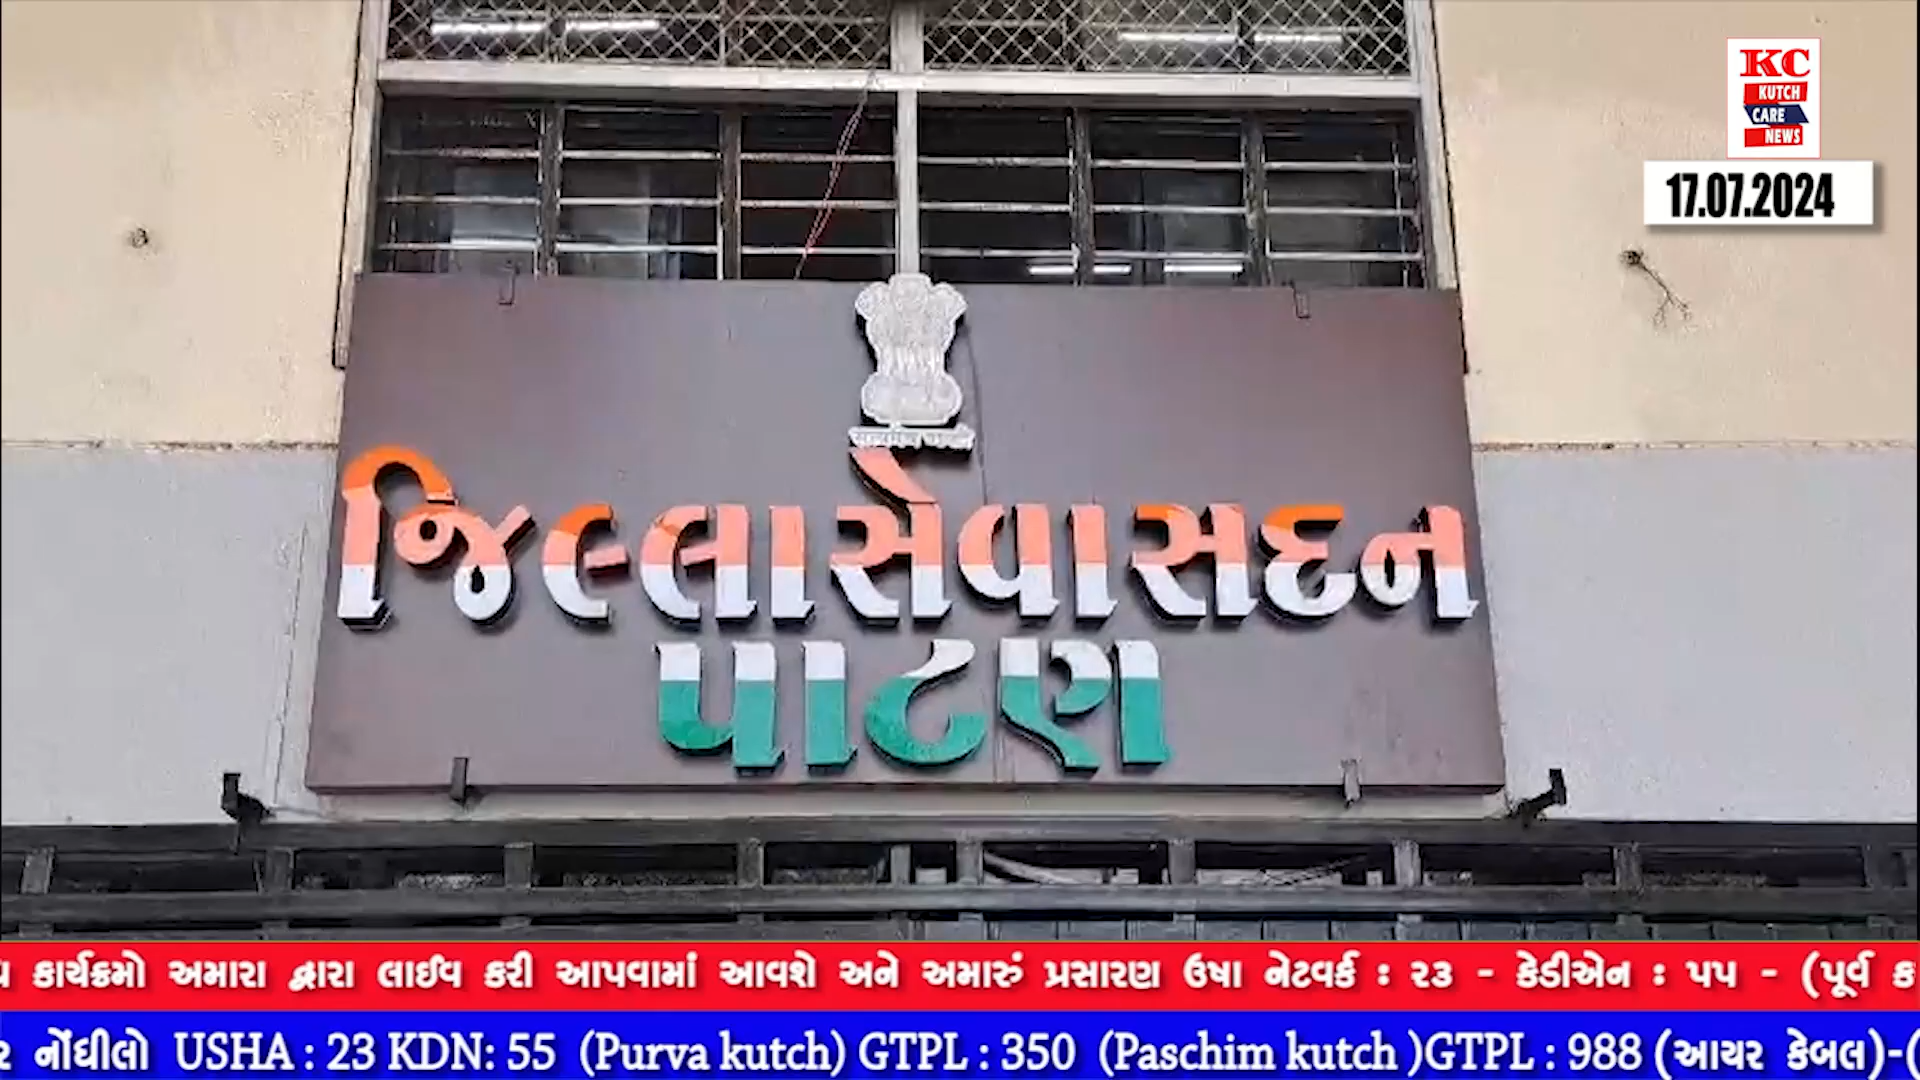 KC
KUTCH
CARE
NEWS
17.07.2024
જિલ્લા સેવા સદન
પાટણ
કાર્યક્રમો અમારા દ્વારા લાઈવ કરી આપવામાં આવશે અને અમારું પ્રસારણ ઉષા નેટવર્ક : ૨૩ - કેડીએન : ૫૫ - (પૂર્વ ક
નોંધીલો USHA : 23 KDN: 55 (Purva kutch) GTPL : 350 (Paschim kutch )GTPL : 988 (આયર કેબલ)-(